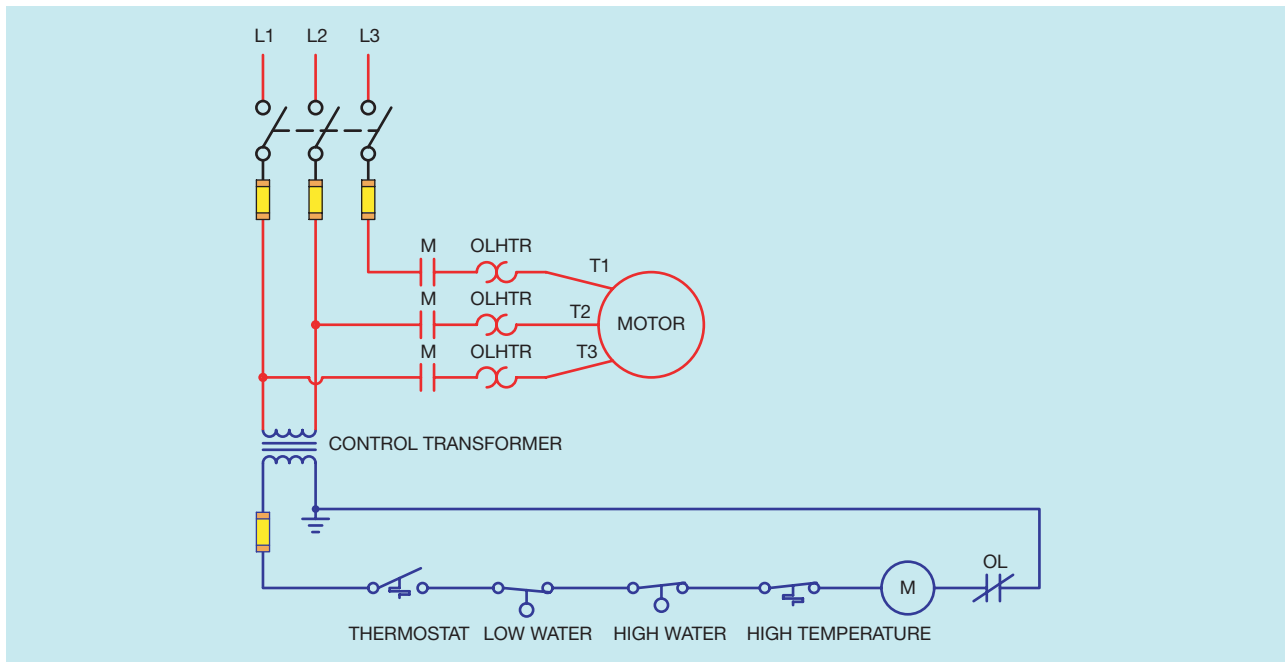 L1 L2 L3
M OLHTR
T1
M OLHTR
T2
MOTOR
M OLHTR
T3
CONTROL TRANSFORMER
OL
M
THERMOSTAT LOW WATER HIGH WATER HIGH TEMPERATURE